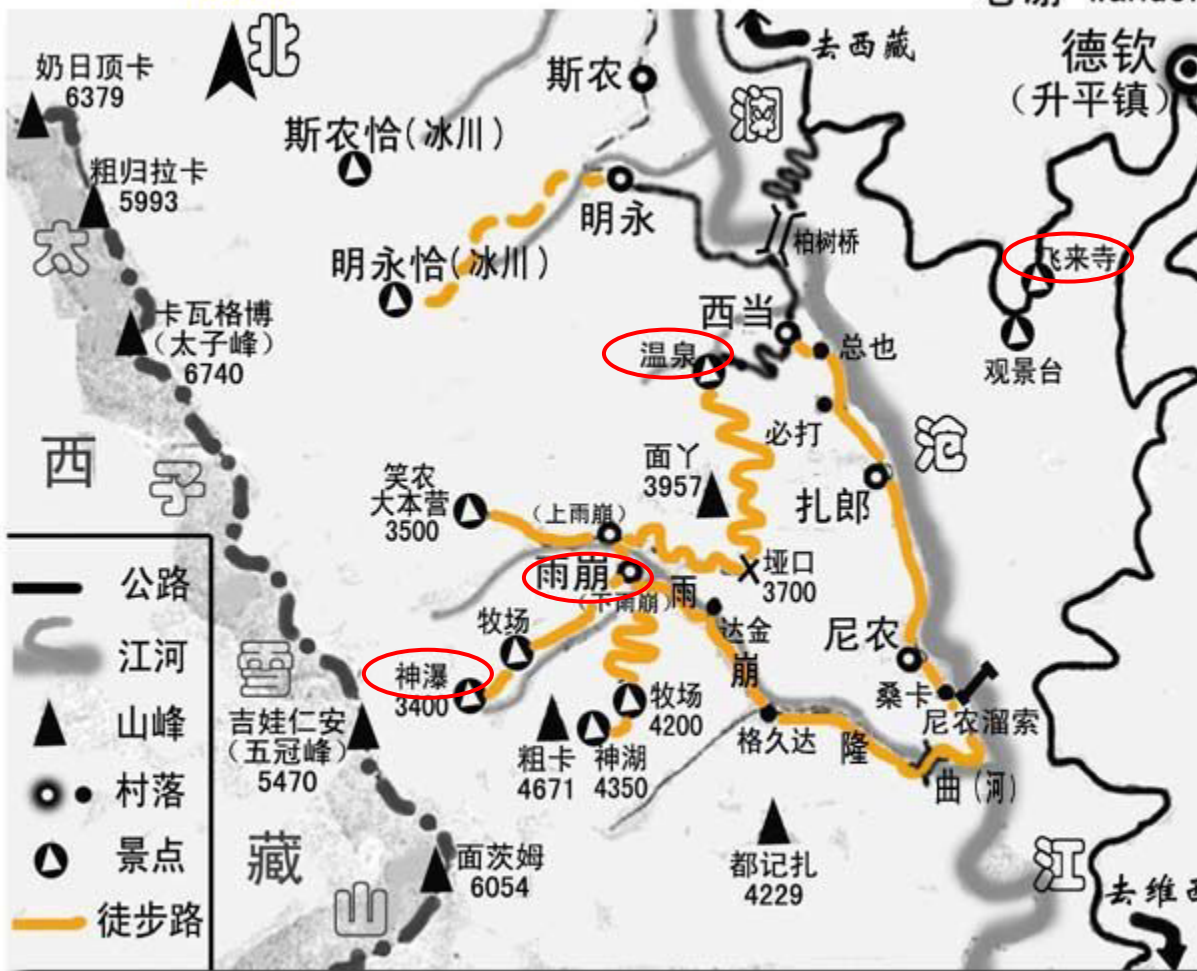 北
去西藏
德钦
(升平镇)
奶日顶卡
6379
斯农
澜
斯农恰(冰川)
粗归拉卡
5993
明永
柏树桥
太
飞来寺
明永恰(冰川)
卡瓦格博
(太子峰)
6740
西当
温泉
总也
观景台
必打
沧
西
子
面丫
3957
笑农
大本营
3500
(上雨崩)
扎郎
雨崩
(下雨崩)
雨
垭口
3700
公路
牧场
达金
尼农
江河
雪
神瀑
3400
崩
牧场
4200
桑卡
尼农溜索
山峰
吉娃仁安
(五冠峰)
5470
粗卡
4671
神湖
4350
格久达
隆
曲(河)
村落
景点
藏
面茨姆
6054
都记扎
4229
江
山
去维西
徒步路